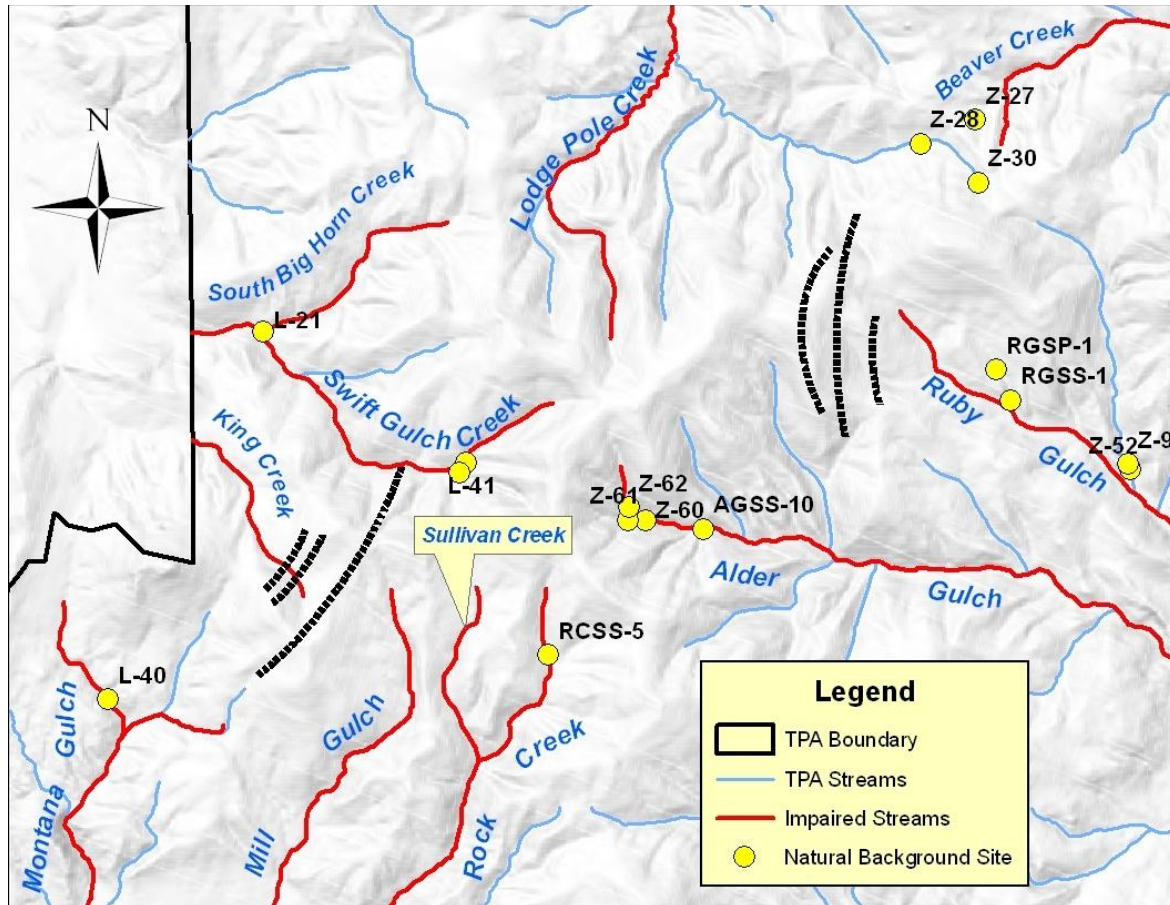 Beaver Creek
Z-27
Z-28
Z-30
Lodge Pole Creek
N
South Big Horn Creek
L-21
Swift Gulch Creek
King Creek
L-41
RGSP-1
RGSS-1
Ruby Gulch
Z-52
Z-9
Z-61
Z-62
Z-60
AGSS-10
Sullivan Creek
Alder Gulch
RCSS-5
L-40
Montana Gulch
Mill Gulch
Rock Creek
Legend
TPA Boundary
TPA Streams
Impaired Streams
Natural Background Site